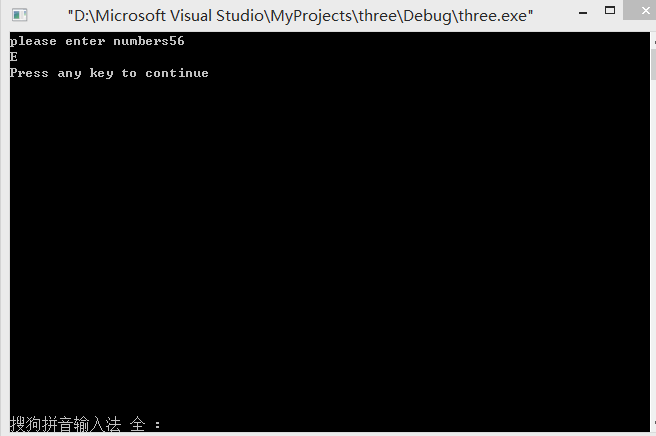 "D:\Microsoft Visual Studio\MyProjects\three\Debug\three.exe"
please enter numbers56
E
Press any key to continue
搜狗拼音输入法 全 :